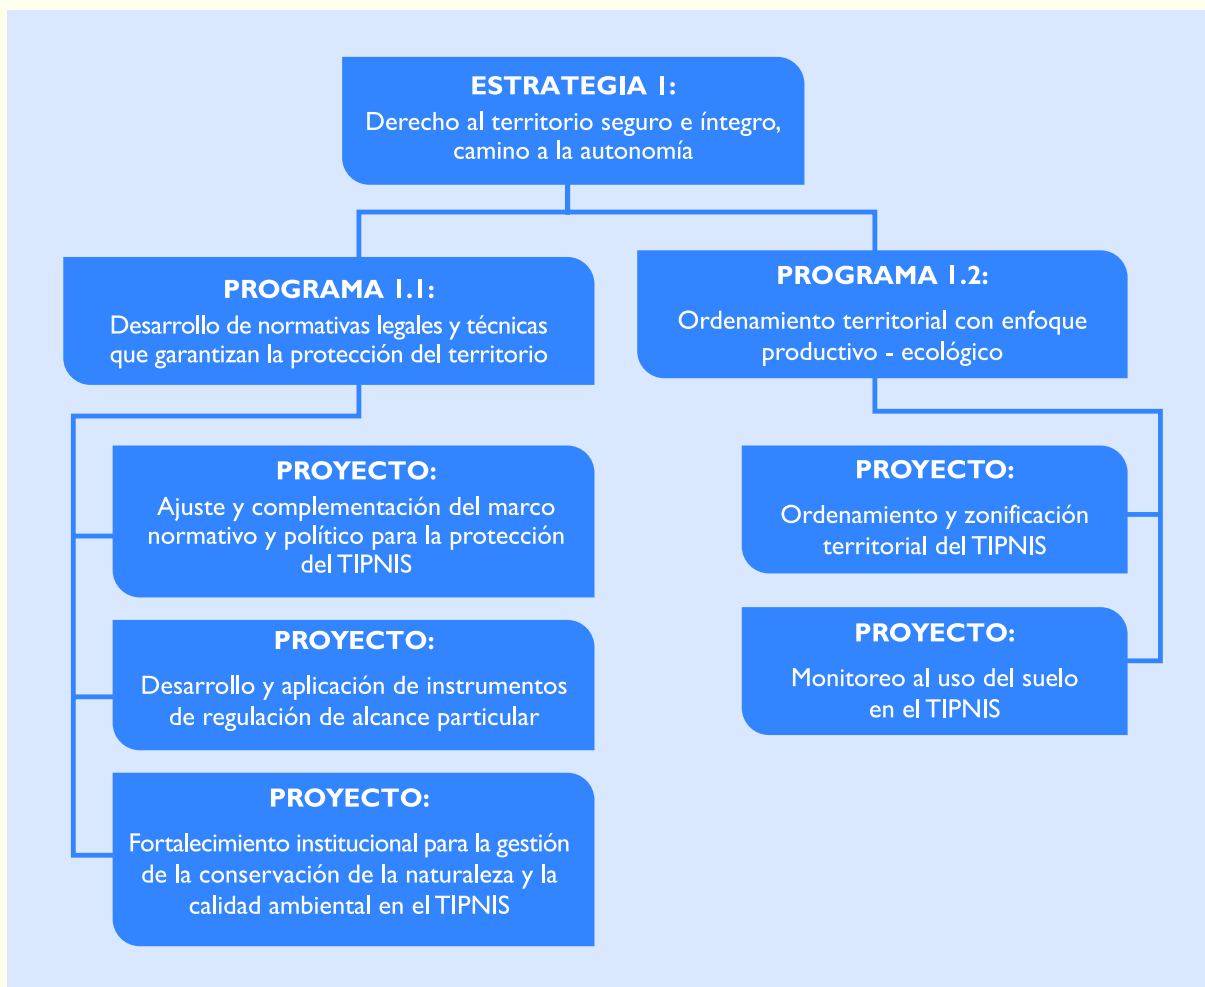 ESTRATEGIA 1:
Derecho al territorio seguro e íntegro,
camino a la autonomía
PROGRAMA 1.1:
Desarrollo de normativas legales y técnicas
que garantizan la protección del territorio
PROYECTO:
Ajuste y complementación del marco
normativo y político para la protección
del TIPNIS
PROYECTO:
Desarrollo y aplicación de instrumentos
de regulación de alcance particular
PROYECTO:
Fortalecimiento institucional para la gestión
de la conservación de la naturaleza y la
calidad ambiental en el TIPNIS
PROGRAMA 1.2:
Ordenamiento territorial con enfoque
productivo - ecológico
PROYECTO:
Ordenamiento y zonificación
territorial del TIPNIS
PROYECTO:
Monitoreo al uso del suelo
en el TIPNIS